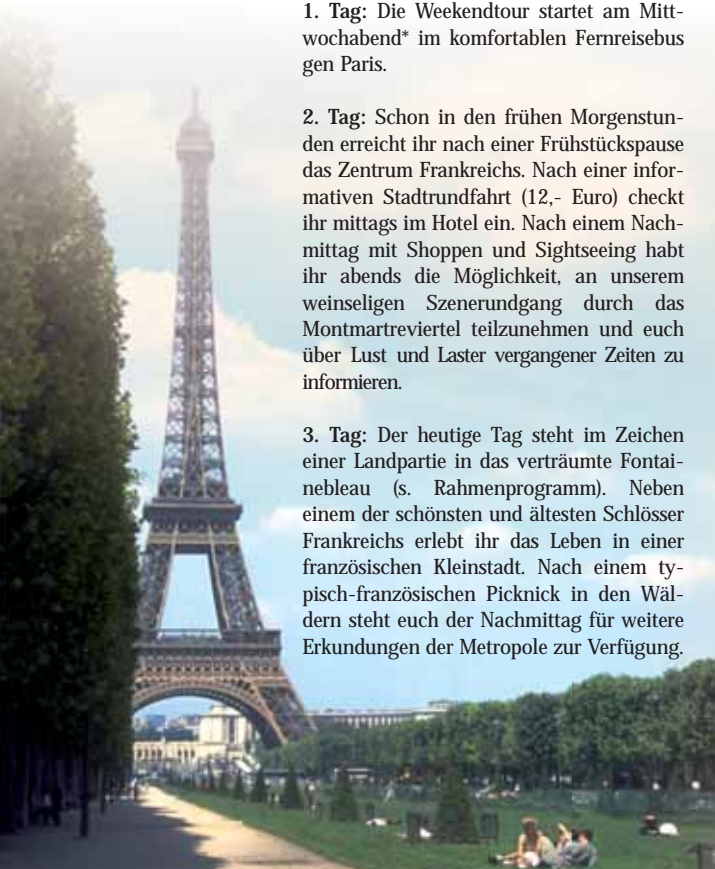 1. Tag: Die Weekendtour startet am Mitt-
wochabend* im komfortablen Fernreisebus
gen Paris.
2. Tag: Schon in den frühen Morgenstun-
den erreicht ihr nach einer Frühstückspause
das Zentrum Frankreichs. Nach einer infor-
mativen Stadtrundfahrt (12,- Euro) checkt
ihr mittags im Hotel ein. Nach einem Nach-
mittag mit Shoppen und Sightseeing habt
ihr abends die Möglichkeit, an unserem
weinseligen Szenerundgang durch das
Montmartreviertel teilzunehmen und euch
über Lust und Laster vergangener Zeiten zu
informieren.
3. Tag: Der heutige Tag steht im Zeichen
einer Landpartie in das verträumte Fontai-
nebleau (s. Rahmenprogramm). Neben
einem der schönsten und ältesten Schlösser
Frankreichs erlebt ihr das Leben in einer
französischen Kleinstadt. Nach einem ty-
pisch-französischen Picknick in den Wäl-
dern steht euch der Nachmittag für weitere
Erkundungen der Metropole zur Verfügung.